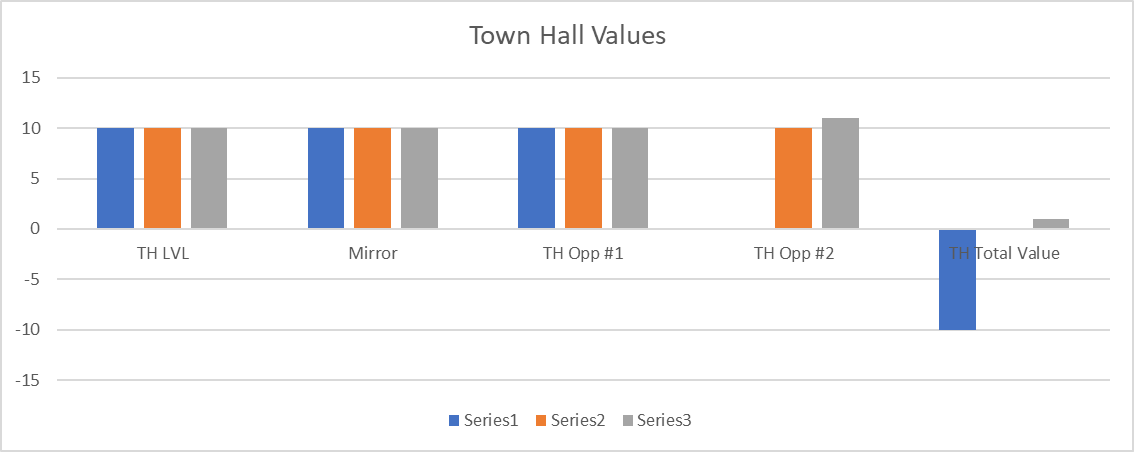 Town Hall Values
15
10
5
0
-5
-10
-15
TH LVL Mirror TH Opp #1 TH Opp #2 TH Total Value
Series1 Series2 Series3